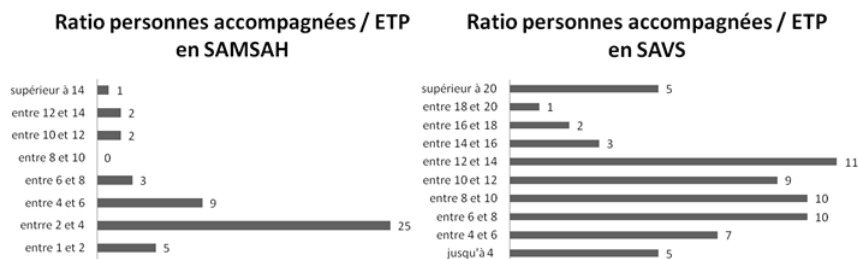 Ratio personnes accompagnées / ETP
en SAMSAH
supérieur à 14 1
entre 12 et 14 2
entre 10 et 12 2
entre 8 et 10 0
entre 6 et 8 3
entre 4 et 6 9
entrre 2 et 4 25
entre 1 et 2 5
Ratio personnes accompagnées / ETP
en SAVS
supérieur à 20 5
entre 18 et 20 1
entre 16 et 18 2
entre 14 et 16 3
entre 12 et 14 11
entre 10 et 12 9
entre 8 et 10 10
entre 6 et 8 10
entre 4 et 6 7
jusqu'à 4 5